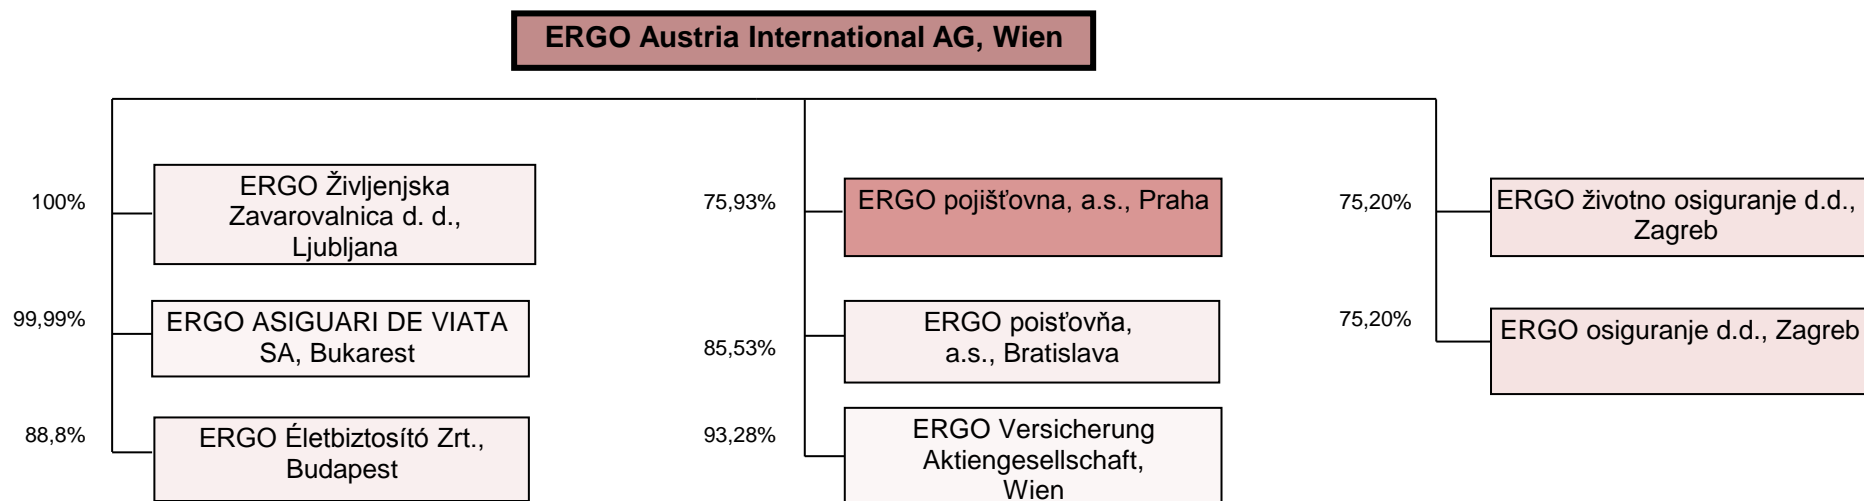 ERGO Austria International AG, Wien
100%
ERGO Življenjska
Zavarovalnica d. d.,
Ljubljana
99,99%
ERGO ASIGUARI DE VIATA
SA, Bukarest
88,8%
ERGO Életbiztosító Zrt.,
Budapest
75,93%
ERGO pojišťovna, a.s., Praha
85,53%
ERGO poisťovňa,
a.s., Bratislava
93,28%
ERGO Versicherung
Aktiengesellschaft,
Wien
75,20%
ERGO životno osiguranje d.d.,
Zagreb
75,20%
ERGO osiguranje d.d., Zagreb